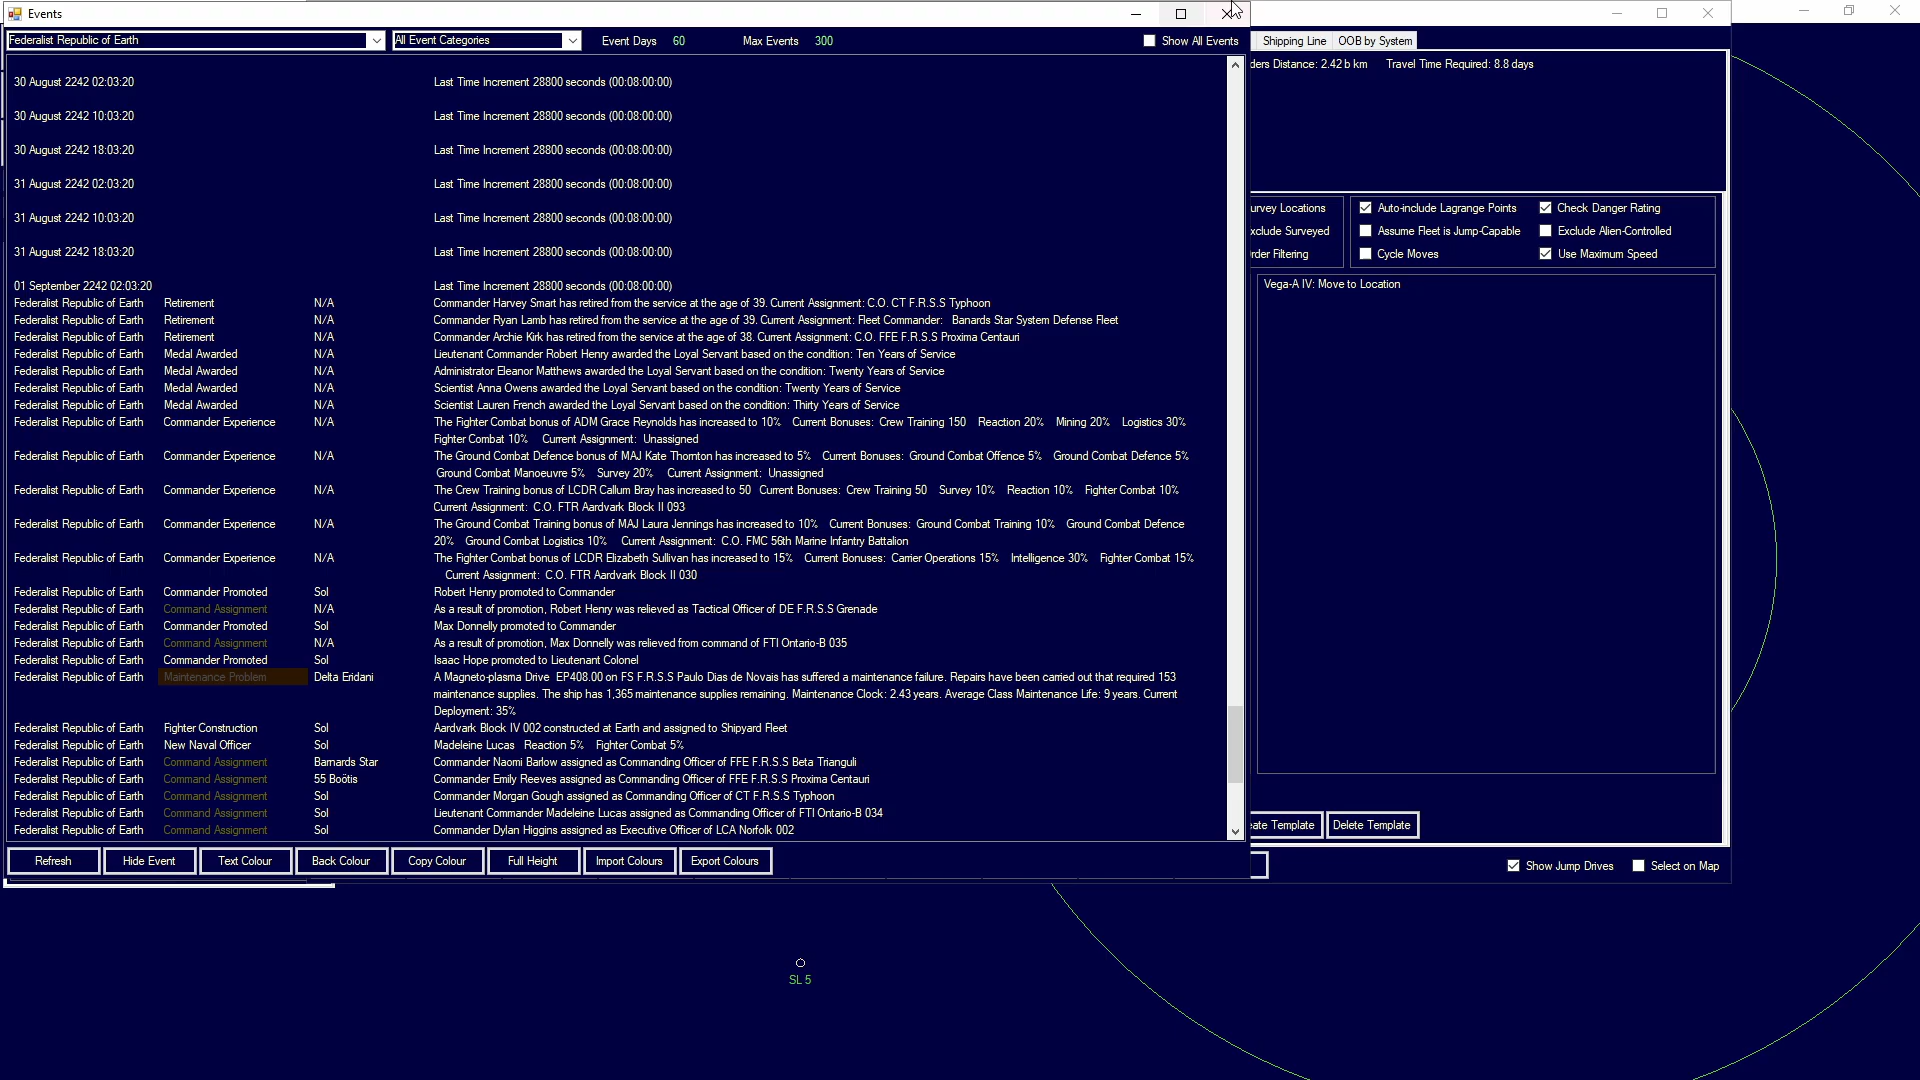 Events
Federalist Republic of Earth All Event Categories Event Days 60 Max Events 300 Show All Events
Shipping Line OOB by System
ders Distance: 2.42 b km Travel Time Required: 8.8 days
30 August 2242 02:03:20 Last Time Increment 28800 seconds (00:08:00:00)
30 August 2242 10:03:20 Last Time Increment 28800 seconds (00:08:00:00)
30 August 2242 18:03:20 Last Time Increment 28800 seconds (00:08:00:00)
31 August 2242 02:03:20 Last Time Increment 28800 seconds (00:08:00:00)
31 August 2242 10:03:20 Last Time Increment 28800 seconds (00:08:00:00)
31 August 2242 18:03:20 Last Time Increment 28800 seconds (00:08:00:00)
01 September 2242 02:03:20 Last Time Increment 28800 seconds (00:08:00:00)
Federalist Republic of Earth Retirement N/A Commander Harvey Smart has retired from the service at the age of 39. Current Assignment: C.O. CT F.R.S.S Typhoon
Federalist Republic of Earth Retirement N/A Commander Ryan Lamb has retired from the service at the age of 39. Current Assignment: Fleet Commander: Banards Star System Defense Fleet
Federalist Republic of Earth Retirement N/A Commander Archie Kirk has retired from the service at the age of 38. Current Assignment: C.O. FFE F.R.S.S Proxima Centauri
Federalist Republic of Earth Medal Awarded N/A Lieutenant Commander Robert Henry awarded the Loyal Servant based on the condition: Ten Years of Service
Federalist Republic of Earth Medal Awarded N/A Administrator Eleanor Matthews awarded the Loyal Servant based on the condition: Twenty Years of Service
Federalist Republic of Earth Medal Awarded N/A Scientist Anna Owens awarded the Loyal Servant based on the condition: Twenty Years of Service
Federalist Republic of Earth Medal Awarded N/A Scientist Lauren French awarded the Loyal Servant based on the condition: Thirty Years of Service
Federalist Republic of Earth Commander Experience N/A The Fighter Combat bonus of ADM Grace Reynolds has increased to 10% Current Bonuses: Crew Training 150 Reaction 20% Mining 20% Logistics 30%
Fighter Combat 10% Current Assignment: Unassigned
Federalist Republic of Earth Commander Experience N/A The Ground Combat Defence bonus of MAJ Kate Thornton has increased to 5% Current Bonuses: Ground Combat Offence 5% Ground Combat Defence 5%
Ground Combat Manoeuvre 5% Survey 20% Current Assignment: Unassigned
Federalist Republic of Earth Commander Experience N/A The Crew Training bonus of LCDR Callum Bray has increased to 50 Current Bonuses: Crew Training 50 Survey 10% Reaction 10% Fighter Combat 10%
Current Assignment: C.O. FTR Aardvark Block II 093
Federalist Republic of Earth Commander Experience N/A The Ground Combat Training bonus of MAJ Laura Jennings has increased to 10% Current Bonuses: Ground Combat Training 10% Ground Combat Defence
20% Ground Combat Logistics 10% Current Assignment: C.O. FMC 56th Marine Infantry Battalion
Federalist Republic of Earth Commander Experience N/A The Fighter Combat bonus of LCDR Elizabeth Sullivan has increased to 15% Current Bonuses: Carrier Operations 15% Intelligence 30% Fighter Combat 15%
Current Assignment: C.O. FTR Aardvark Block II 030
Federalist Republic of Earth Commander Promoted Sol Robert Henry promoted to Commander
Federalist Republic of Earth Command Assignment N/A As a result of promotion, Robert Henry was relieved as Tactical Officer of DE F.R.S.S Grenade
Federalist Republic of Earth Commander Promoted Sol Max Donnelly promoted to Commander
Federalist Republic of Earth Command Assignment N/A As a result of promotion, Max Donnelly was relieved from command of FTI Ontario-B 035
Federalist Republic of Earth Commander Promoted Sol Isaac Hope promoted to Lieutenant Colonel
Federalist Republic of Earth Maintenance Problem Delta Eridani A Magneto-plasma Drive EP408.00 on FS F.R.S.S Paulo Dias de Novais has suffered a maintenance failure. Repairs have been carried out that required 153
maintenance supplies. The ship has 1,365 maintenance supplies remaining. Maintenance Clock: 2.43 years. Average Class Maintenance Life: 9 years. Current
Deployment: 35%
Federalist Republic of Earth Fighter Construction Sol Aardvark Block IV 002 constructed at Earth and assigned to Shipyard Fleet
Federalist Republic of Earth New Naval Officer Sol Madeleine Lucas Reaction 5% Fighter Combat 5%
Federalist Republic of Earth Command Assignment Barnards Star Commander Naomi Barlow assigned as Commanding Officer of FFE F.R.S.S Beta Trianguli
Federalist Republic of Earth Command Assignment 55 Boötis Commander Emily Reeves assigned as Commanding Officer of FFE F.R.S.S Proxima Centauri
Federalist Republic of Earth Command Assignment Sol Commander Morgan Gough assigned as Commanding Officer of CT F.R.S.S Typhoon
Federalist Republic of Earth Command Assignment Sol Lieutenant Commander Madeleine Lucas assigned as Commanding Officer of FTI Ontario-B 034
Federalist Republic of Earth Command Assignment Sol Commander Dylan Higgins assigned as Executive Officer of LCA Norfolk 002
Refresh Hide Event Text Colour Back Colour Copy Colour Full Height Import Colours Export Colours
urvey Locations Auto-include Lagrange Points Check Danger Rating
xclude Surveyed Assume Fleet is Jump-Capable Exclude Alien-Controlled
rder Filtering Cycle Moves Use Maximum Speed
Vega-A IV: Move to Location
eate Template Delete Template
Show Jump Drives Select on Map
SL 5